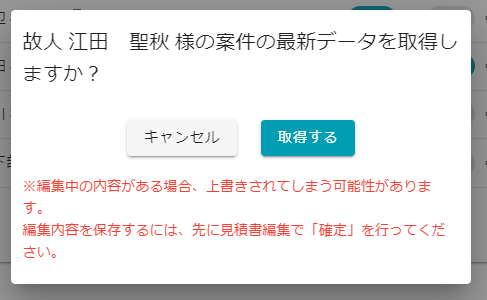 故人 江田　聖秋 様の案件の最新データを取得し
ますか？
キャンセル
取得する
※編集中の内容がある場合、上書きされてしまう可能性がありま
す。
編集内容を保存するには、先に見積書編集で「確定」を行ってくだ
さい。